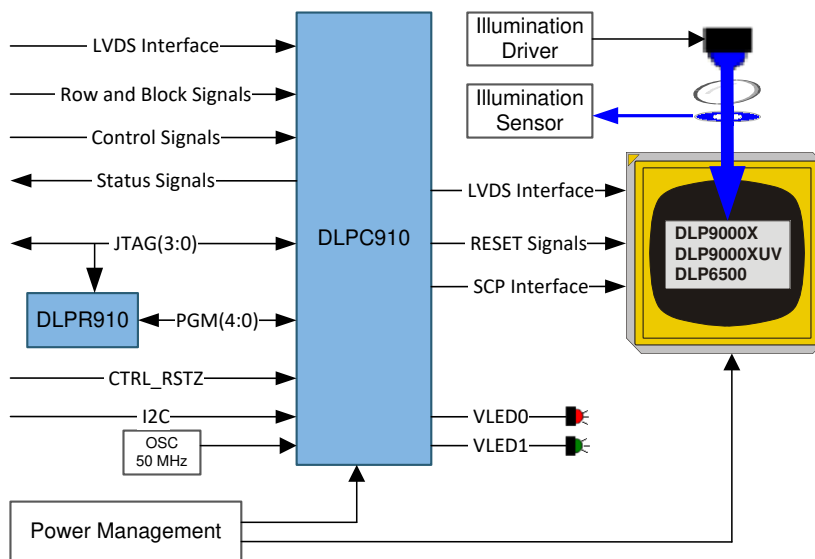 LVDS Interface
Row and Block Signals
Control Signals
Status Signals
JTAG(3:0)
DLPR910
PGM(4:0)
CTRL_RSTZ
I2C
OSC
50 MHz
Power Management
DLPC910
Illumination
Driver
Illumination
Sensor
LVDS Interface
RESET Signals
SCP Interface
DLP9000X
DLP9000XUV
DLP6500
VLED0
VLED1